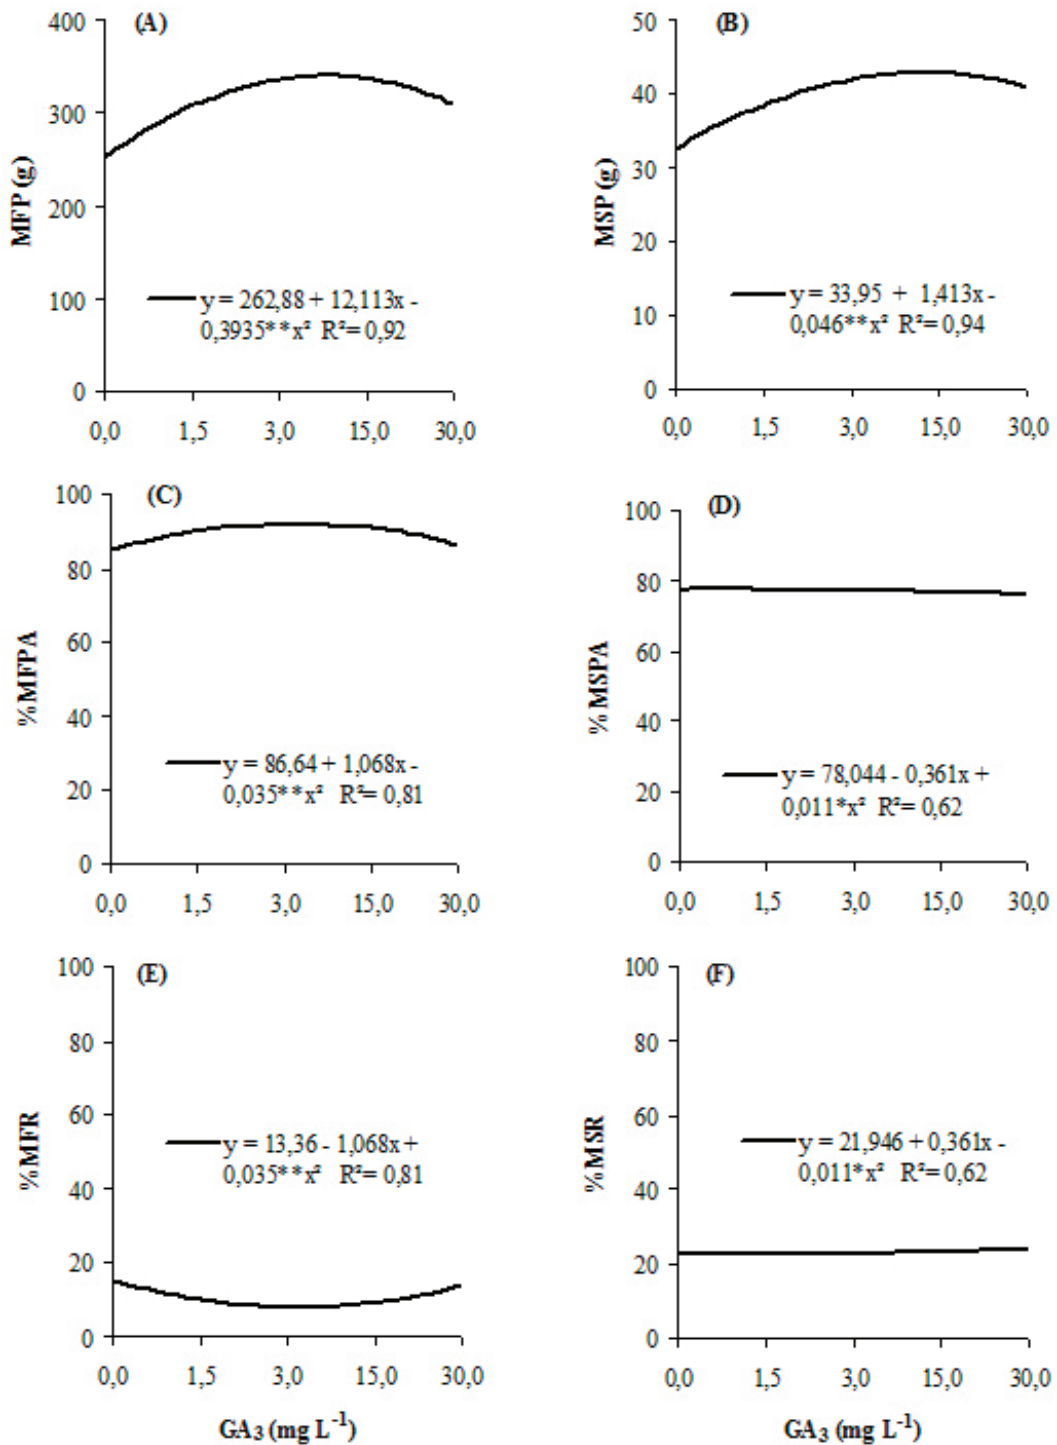 (A)
400
300
200
100
0
MFP (g)
y = 262,88 + 12,113x -
0,3935**x² R²= 0,92
0,0 1,5 3,0 15,0 30,0
(B)
50
40
30
20
10
0
MSP (g)
y = 33,95 + 1,413x -
0,046**x² R²= 0,94
0,0 1,5 3,0 15,0 30,0
(C)
100
80
60
40
20
0
%MFPA
y = 86,64 + 1,068x -
0,035**x² R²= 0,81
0,0 1,5 3,0 15,0 30,0
(D)
100
80
60
40
20
0
%MSPA
y = 78,044 - 0,361x +
0,011*x² R²= 0,62
0,0 1,5 3,0 15,0 30,0
(E)
100
80
60
40
20
0
%MFR
y = 13,36 - 1,068x +
0,035**x² R²= 0,81
0,0 1,5 3,0 15,0 30,0
GA₃ (mg L⁻¹)
(F)
100
80
60
40
20
0
%MSR
y = 21,946 + 0,361x -
0,011*x² R²= 0,62
0,0 1,5 3,0 15,0 30,0
GA₃ (mg L⁻¹)